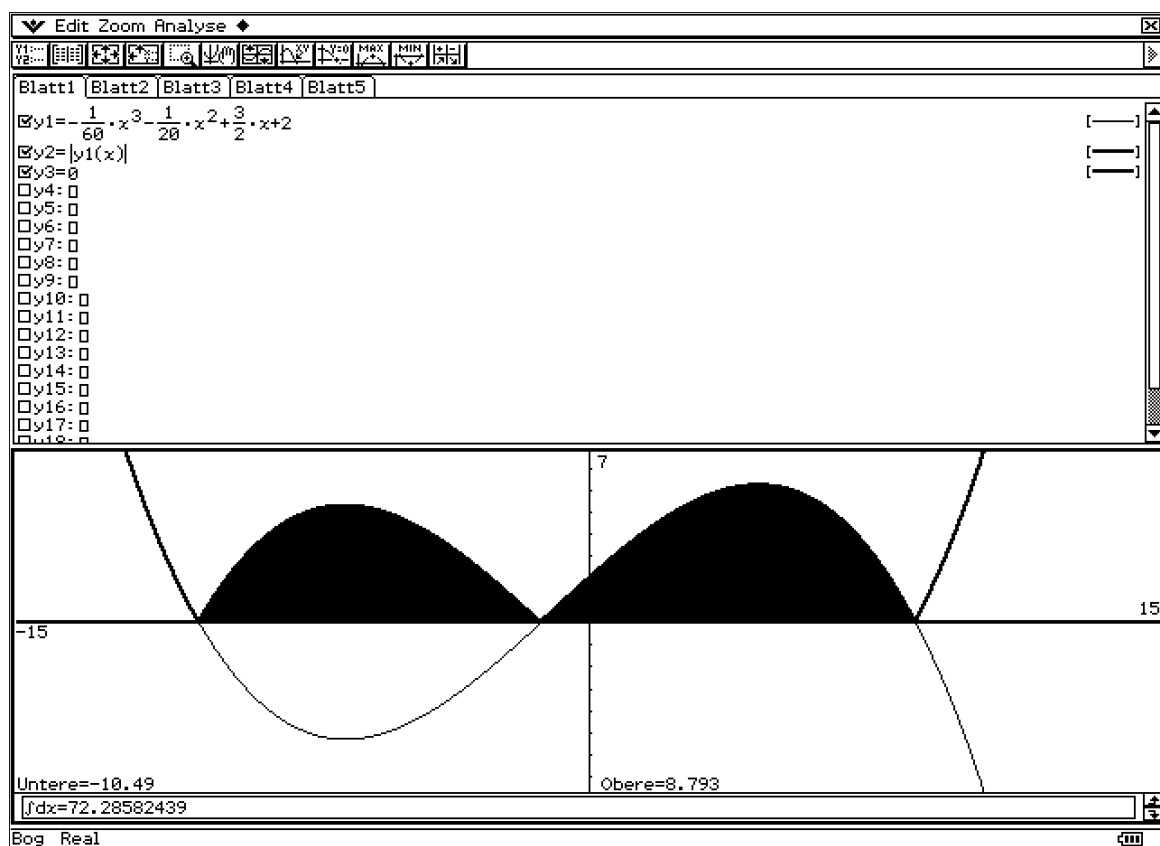 Edit Zoom Analyse
Blatt1 Blatt2 Blatt3 Blatt4 Blatt5
y1=-1/60·x^3-1/20·x^2+3/2·x+2
y2=|y1(x)|
y3=0
y4:
y5:
y6:
y7:
y8:
y9:
y10:
y11:
y12:
y13:
y14:
y15:
y16:
y17:
7
-15
15
Untere=-10.49
Obere=8.793
∫dx=72.28582439
Bog Real